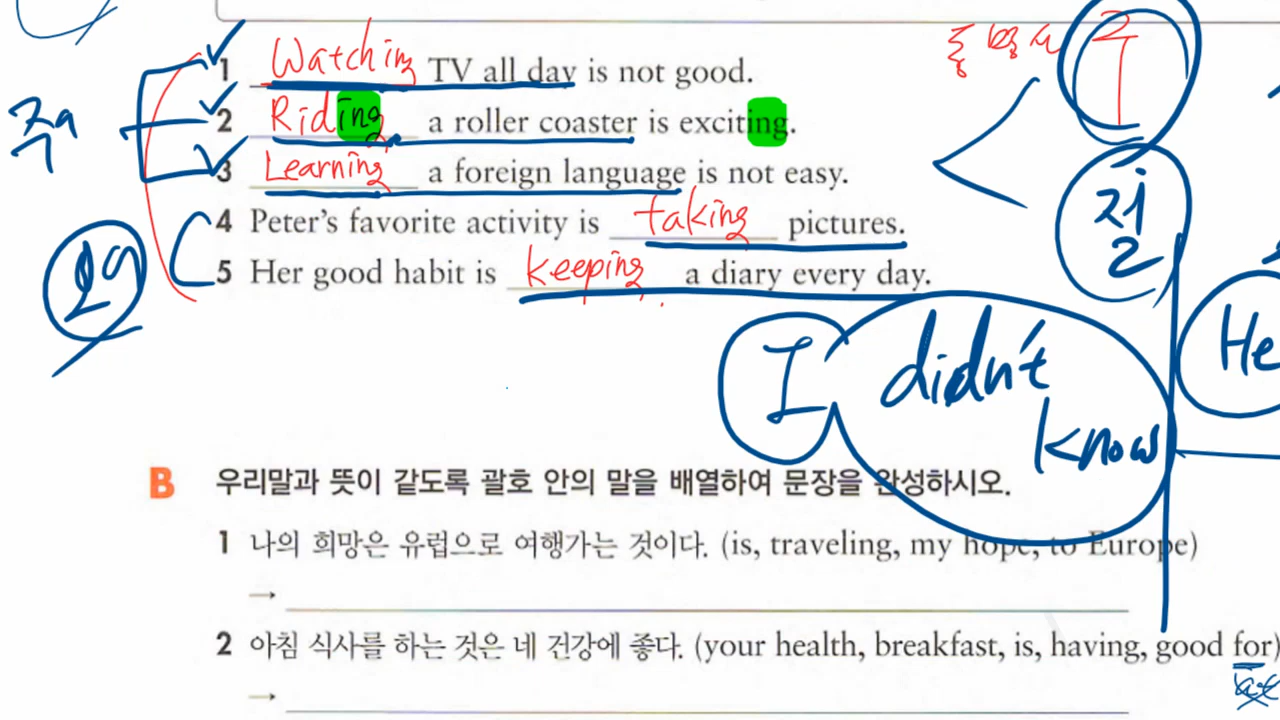 1 Watching TV all day is not good.
2 Riding a roller coaster is exciting.
3 Learning a foreign language is not easy.
4 Peter's favorite activity is taking pictures.
5 Her good habit is keeping a diary every day.
구
절
He
I didn't
know
B 우리말과 뜻이 같도록 괄호 안의 말을 배열하여 문장을 완성하시오.
1 나의 희망은 유럽으로 여행가는 것이다. (is, traveling, my hope, to Europe)
→
2 아침 식사를 하는 것은 네 건강에 좋다. (your health, breakfast, is, having, good for)
→